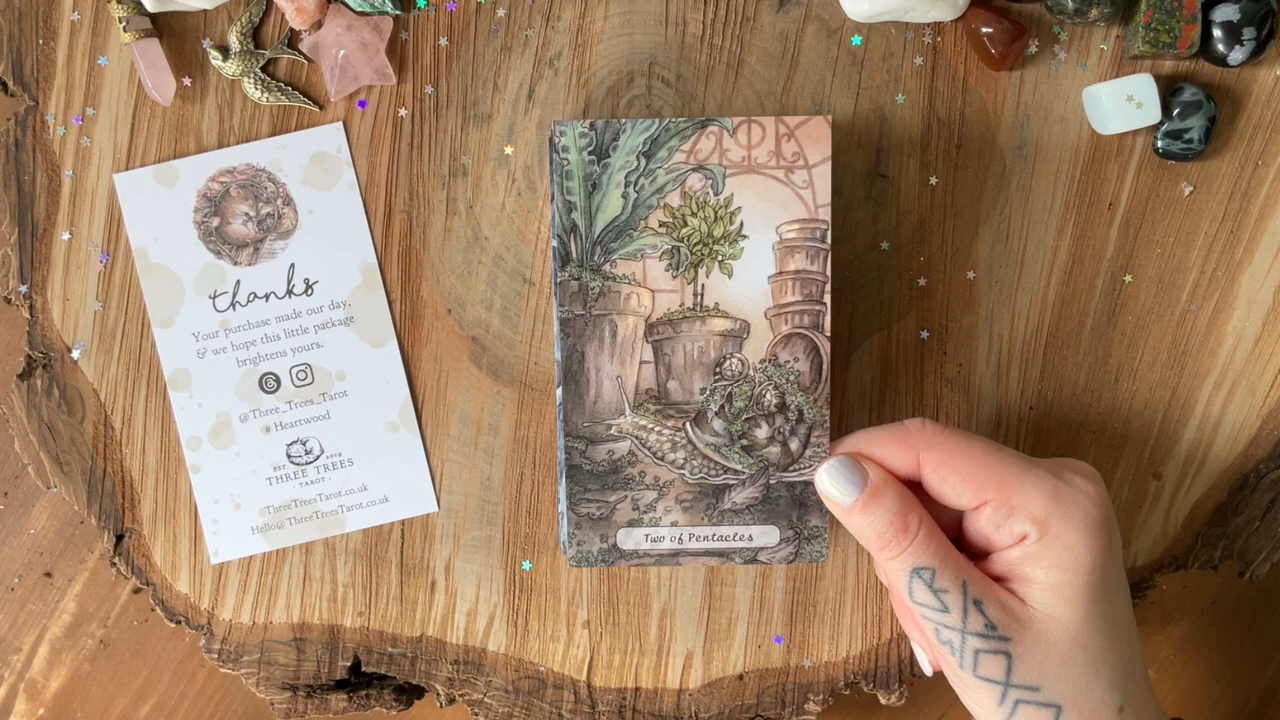 thanks
Your purchase made our day,
& we hope this little package
brightens yours.
@Three_Trees_Tarot
# Heartwood
EST. 2019
THREE TREES
· TAROT ·
ThreeTreesTarot.co.uk
Hello@ThreeTreesTarot.co.uk
Two of Pentacles